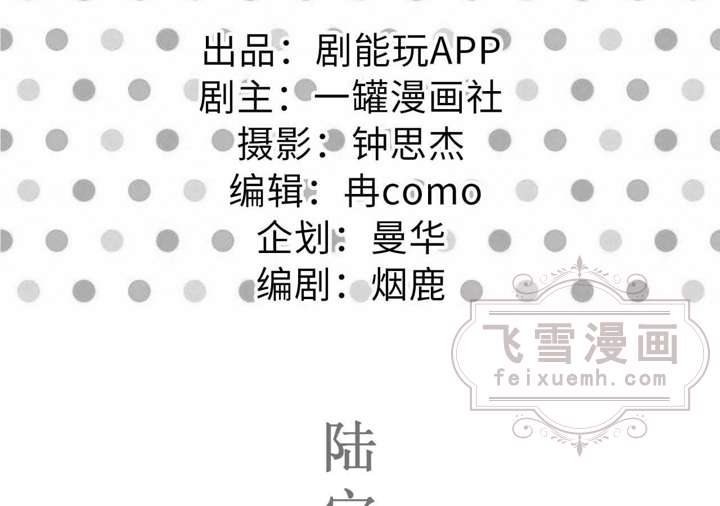 出品：剧能玩APP
剧主：一罐漫画社
摄影：钟思杰
编辑：冉como
企划：曼华
编剧：烟鹿
飞雪漫画
feixuemh.com
陆